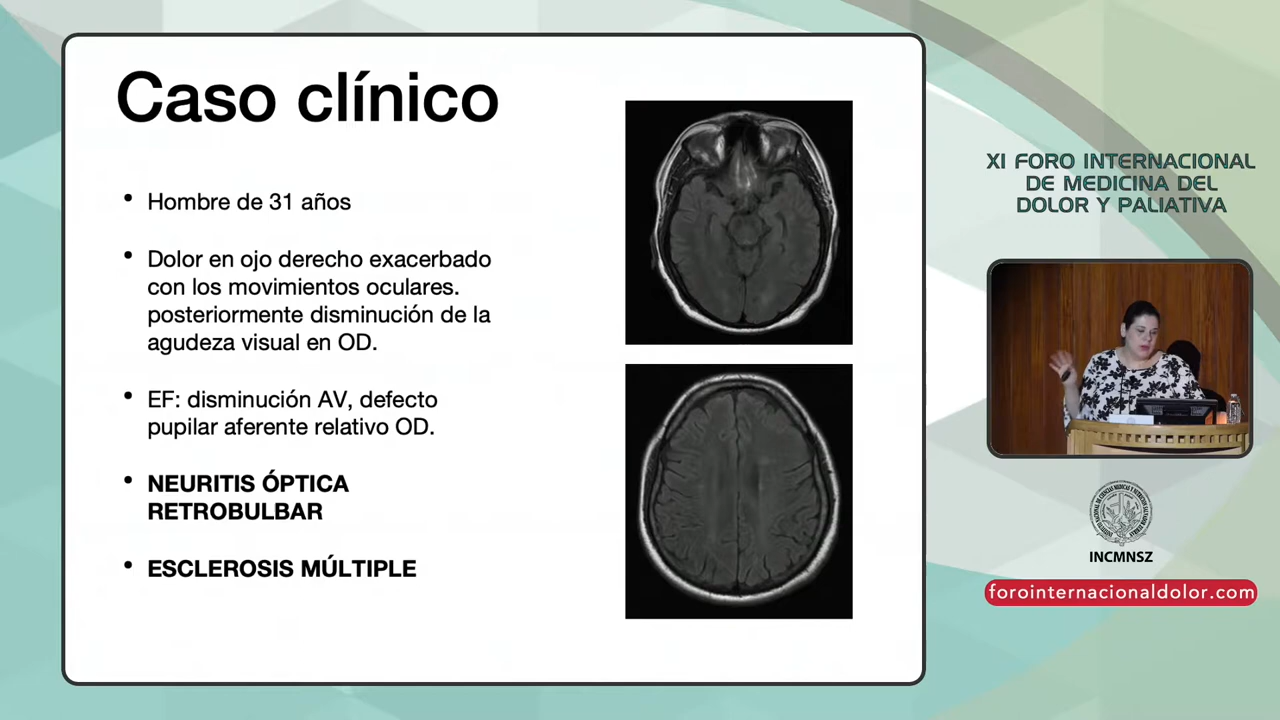 Caso clínico
• Hombre de 31 años
• Dolor en ojo derecho exacerbado
con los movimientos oculares.
posteriormente disminución de la
agudeza visual en OD.
• EF: disminución AV, defecto
pupilar aferente relativo OD.
• NEURITIS ÓPTICA
RETROBULBAR
• ESCLEROSIS MÚLTIPLE
XI FORO INTERNACIONAL
DE MEDICINA DEL
DOLOR Y PALIATIVA
INCMNSZ
forointernacionaldolor.com